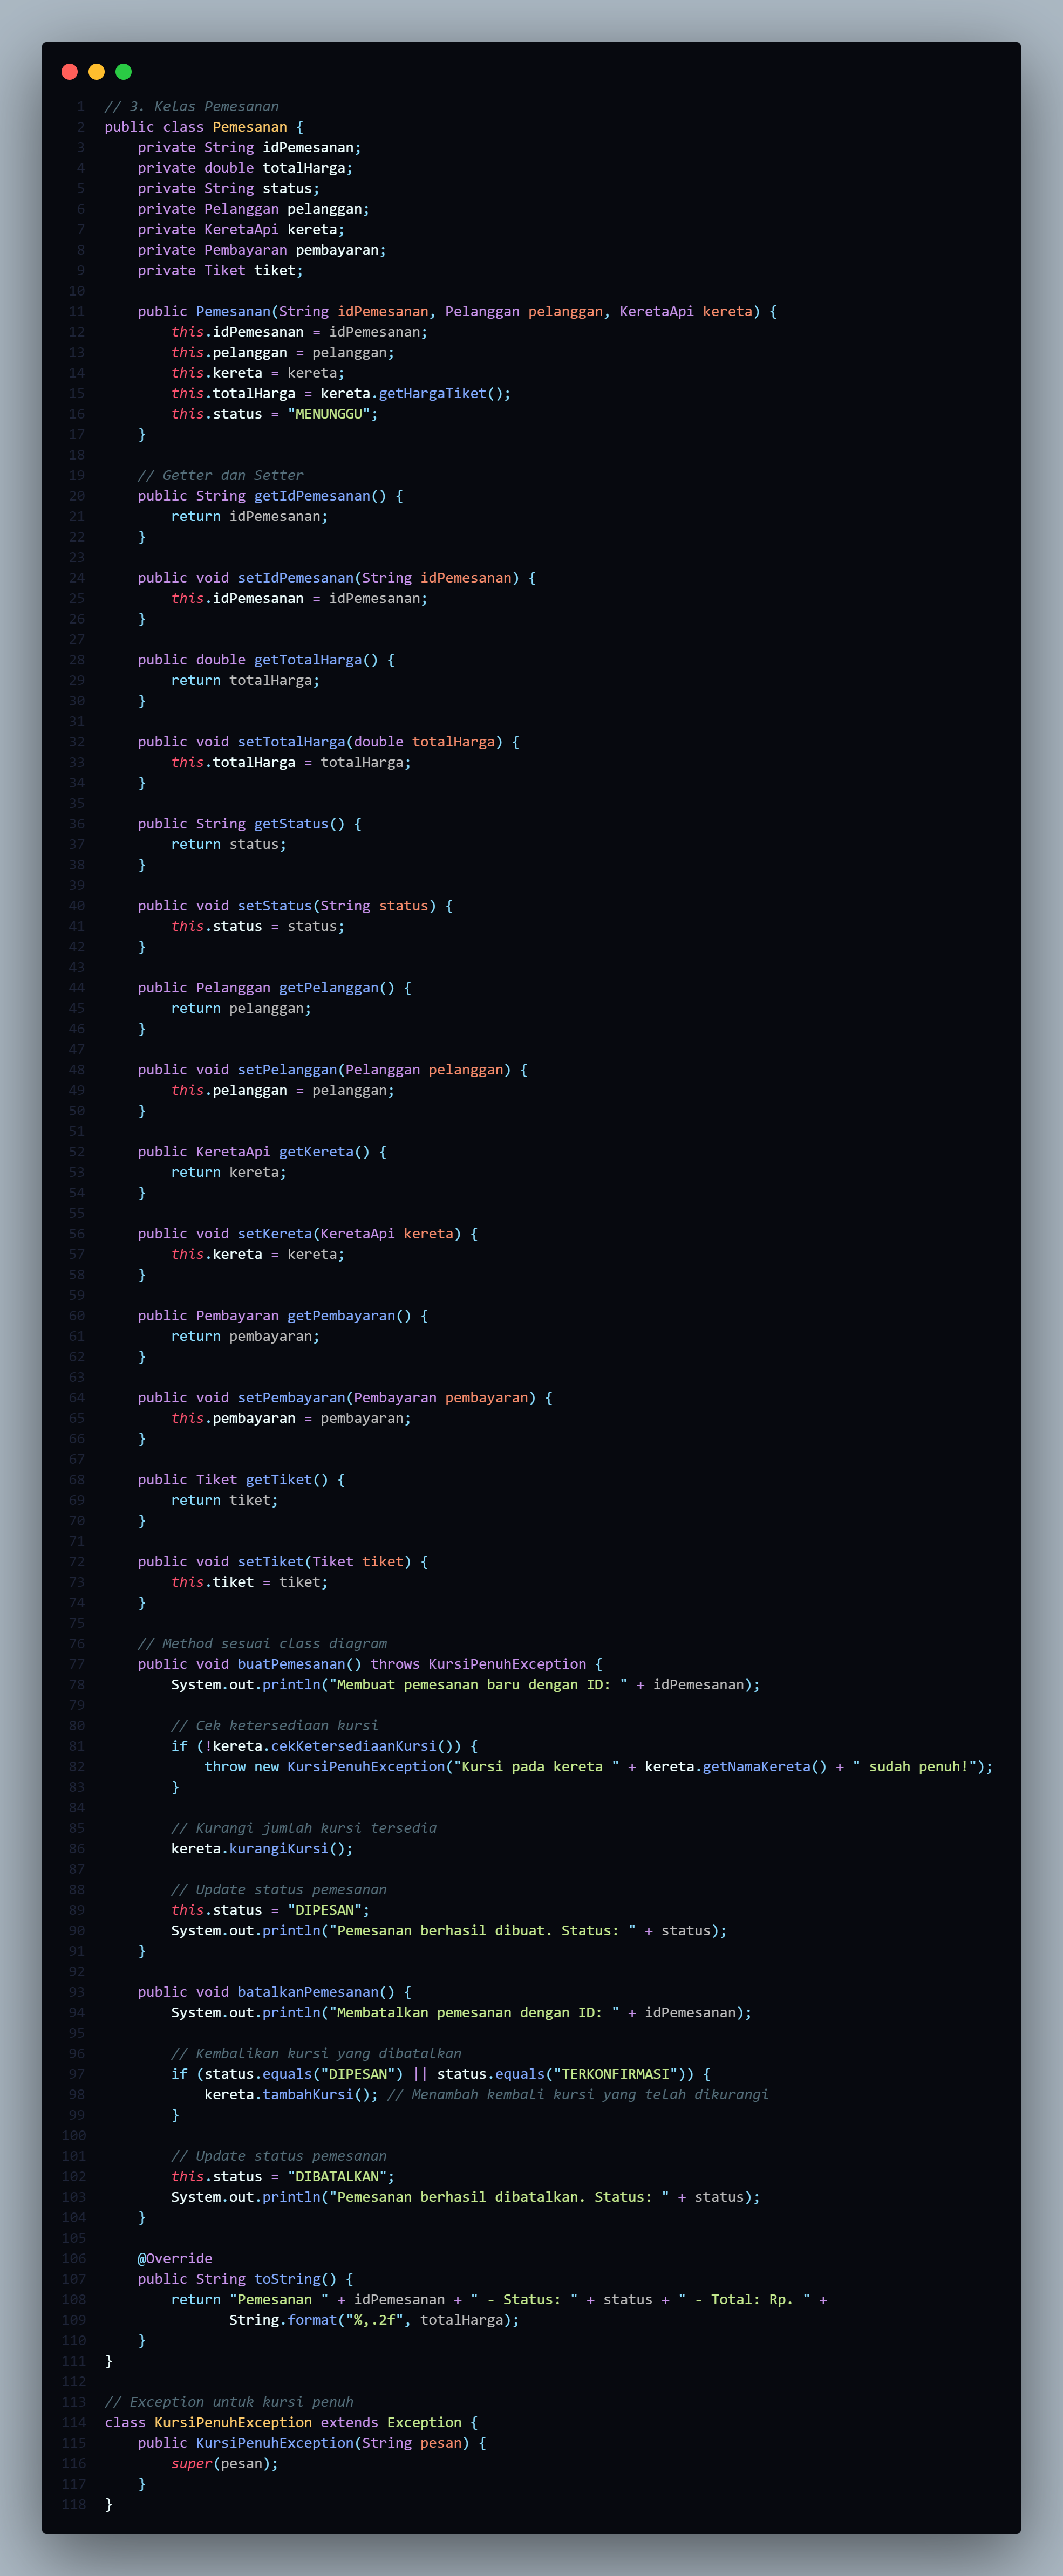 1 // 3. Kelas Pemesanan
2 public class Pemesanan {
3     private String idPemesanan;
4     private double totalHarga;
5     private String status;
6     private Pelanggan pelanggan;
7     private KeretaApi kereta;
8     private Pembayaran pembayaran;
9     private Tiket tiket;
10
11     public Pemesanan(String idPemesanan, Pelanggan pelanggan, KeretaApi kereta) {
12         this.idPemesanan = idPemesanan;
13         this.pelanggan = pelanggan;
14         this.kereta = kereta;
15         this.totalHarga = kereta.getHargaTiket();
16         this.status = "MENUNGGU";
17     }
18
19     // Getter dan Setter
20     public String getIdPemesanan() {
21         return idPemesanan;
22     }
23
24     public void setIdPemesanan(String idPemesanan) {
25         this.idPemesanan = idPemesanan;
26     }
27
28     public double getTotalHarga() {
29         return totalHarga;
30     }
31
32     public void setTotalHarga(double totalHarga) {
33         this.totalHarga = totalHarga;
34     }
35
36     public String getStatus() {
37         return status;
38     }
39
40     public void setStatus(String status) {
41         this.status = status;
42     }
43
44     public Pelanggan getPelanggan() {
45         return pelanggan;
46     }
47
48     public void setPelanggan(Pelanggan pelanggan) {
49         this.pelanggan = pelanggan;
50     }
51
52     public KeretaApi getKereta() {
53         return kereta;
54     }
55
56     public void setKereta(KeretaApi kereta) {
57         this.kereta = kereta;
58     }
59
60     public Pembayaran getPembayaran() {
61         return pembayaran;
62     }
63
64     public void setPembayaran(Pembayaran pembayaran) {
65         this.pembayaran = pembayaran;
66     }
67
68     public Tiket getTiket() {
69         return tiket;
70     }
71
72     public void setTiket(Tiket tiket) {
73         this.tiket = tiket;
74     }
75
76     // Method sesuai class diagram
77     public void buatPemesanan() throws KursiPenuhException {
78         System.out.println("Membuat pemesanan baru dengan ID: " + idPemesanan);
79
80         // Cek ketersediaan kursi
81         if (!kereta.cekKetersediaanKursi()) {
82             throw new KursiPenuhException("Kursi pada kereta " + kereta.getNamaKereta() + " sudah penuh!");
83         }
84
85         // Kurangi jumlah kursi tersedia
86         kereta.kurangiKursi();
87
88         // Update status pemesanan
89         this.status = "DIPESAN";
90         System.out.println("Pemesanan berhasil dibuat. Status: " + status);
91     }
92
93     public void batalkanPemesanan() {
94         System.out.println("Membatalkan pemesanan dengan ID: " + idPemesanan);
95
96         // Kembalikan kursi yang dibatalkan
97         if (status.equals("DIPESAN") || status.equals("TERKONFIRMASI")) {
98             kereta.tambahKursi(); // Menambah kembali kursi yang telah dikurangi
99         }
100
101         // Update status pemesanan
102         this.status = "DIBATALKAN";
103         System.out.println("Pemesanan berhasil dibatalkan. Status: " + status);
104     }
105
106     @Override
107     public String toString() {
108         return "Pemesanan " + idPemesanan + " - Status: " + status + " - Total: Rp. " +
109                String.format("%,.2f", totalHarga);
110     }
111 }
112
113 // Exception untuk kursi penuh
114 class KursiPenuhException extends Exception {
115     public KursiPenuhException(String pesan) {
116         super(pesan);
117     }
118 }